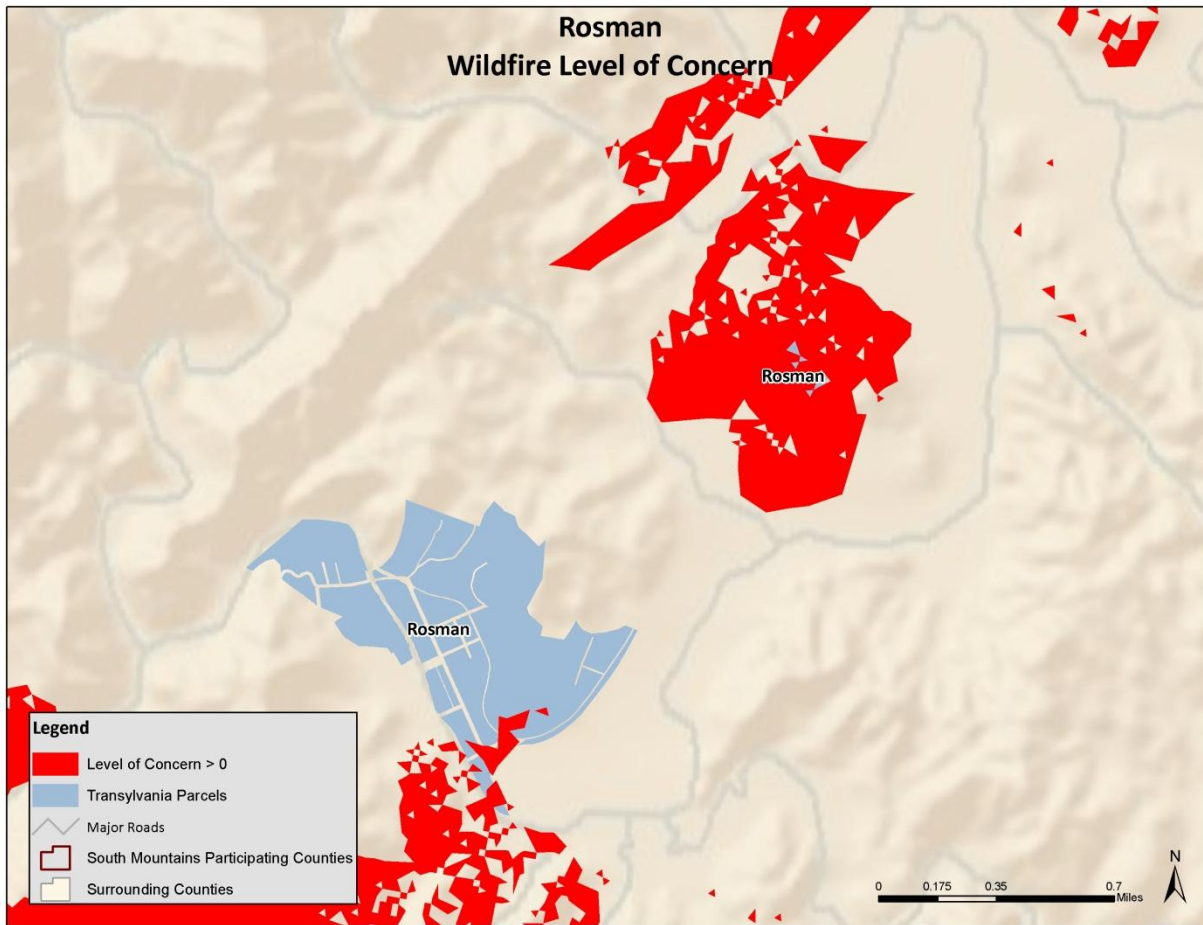 Rosman
Wildfire Level of Concern
Rosman
Rosman
Legend
Level of Concern > 0
Transylvania Parcels
Major Roads
South Mountains Participating Counties
Surrounding Counties
N
0 0.175 0.35 0.7
Miles